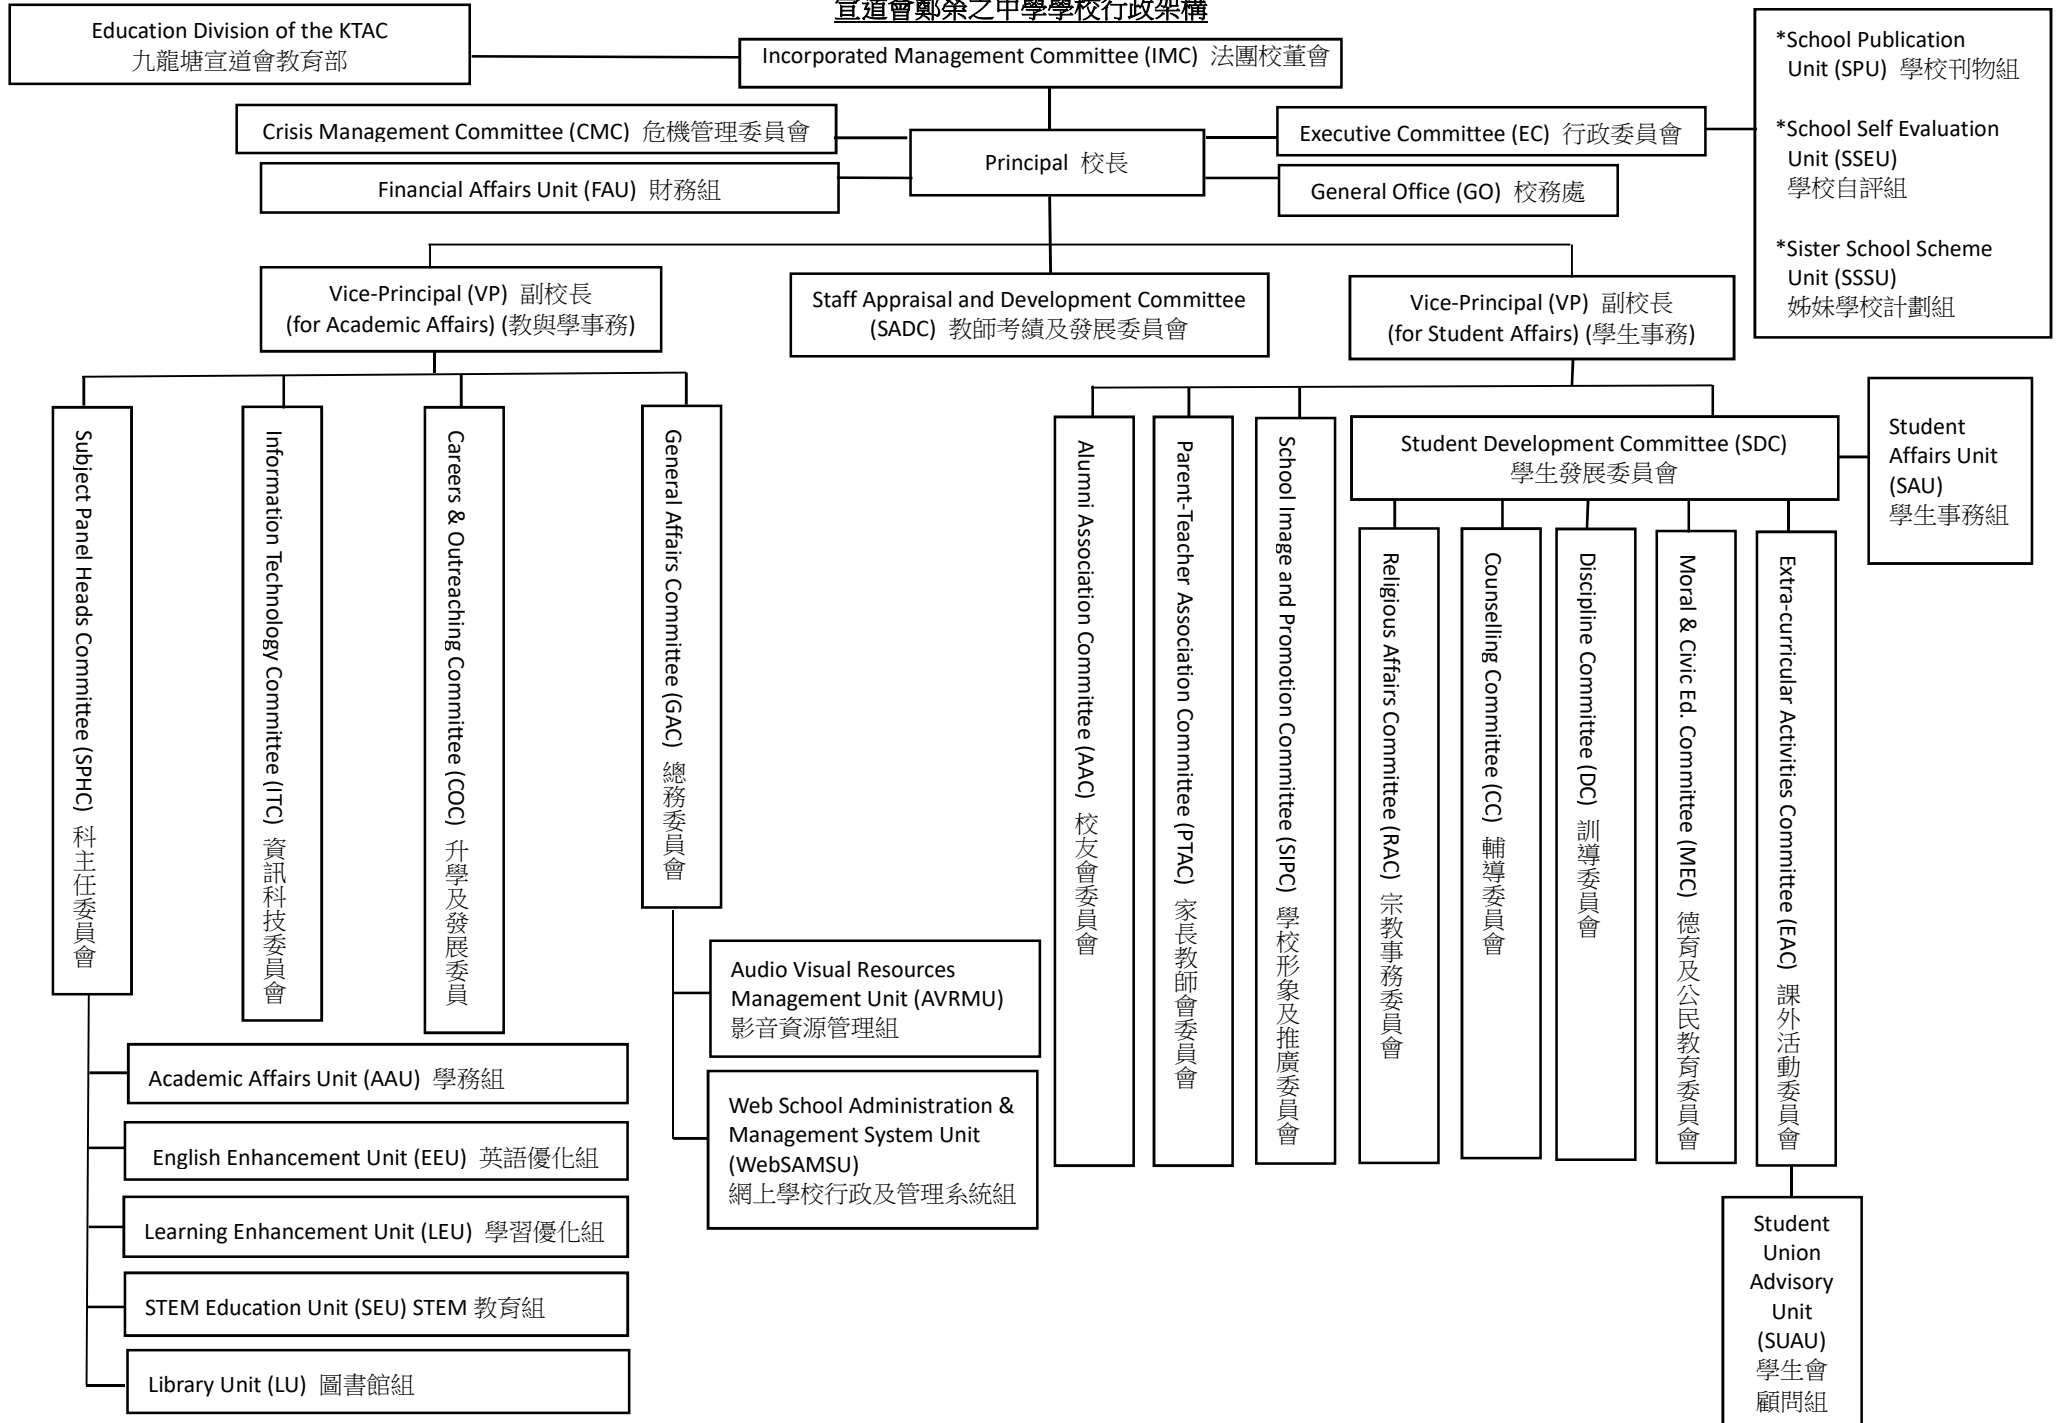 宣道會鄭榮之中學學校行政架構
Education Division of the KTAC
九龍塘宣道會教育部
Incorporated Management Committee (IMC) 法團校董會
*School Publication
Unit (SPU) 學校刊物組
*School Self Evaluation
Unit (SSEU)
學校自評組
*Sister School Scheme
Unit (SSSU)
姊妹學校計劃組
Crisis Management Committee (CMC) 危機管理委員會
Principal 校長
Executive Committee (EC) 行政委員會
Financial Affairs Unit (FAU) 財務組
General Office (GO) 校務處
Vice-Principal (VP) 副校長
(for Academic Affairs) (教與學事務)
Staff Appraisal and Development Committee
(SADC) 教師考績及發展委員會
Vice-Principal (VP) 副校長
(for Student Affairs) (學生事務)
Subject Panel Heads Committee (SPHC) 科主任委員會
Information Technology Committee (ITC) 資訊科技委員會
Careers & Outreaching Committee (COC) 升學及發展委員
General Affairs Committee (GAC) 總務委員會
Alumni Association Committee (AAC) 校友會委員會
Parent-Teacher Association Committee (PTAC) 家長教師會委員會
School Image and Promotion Committee (SIPC) 學校形象及推廣委員會
Student Development Committee (SDC)
學生發展委員會
Student
Affairs Unit
(SAU)
學生事務組
Religious Affairs Committee (RAC) 宗教事務委員會
Counselling Committee (CC) 輔導委員會
Discipline Committee (DC) 訓導委員會
Moral & Civic Ed. Committee (MEC) 德育及公民教育委員會
Extra-curricular Activities Committee (EAC) 課外活動委員會
Audio Visual Resources
Management Unit (AVRMU)
影音資源管理組
Web School Administration &
Management System Unit
(WebSAMSU)
網上學校行政及管理系統組
Academic Affairs Unit (AAU) 學務組
English Enhancement Unit (EEU) 英語優化組
Learning Enhancement Unit (LEU) 學習優化組
STEM Education Unit (SEU) STEM 教育組
Library Unit (LU) 圖書館組
Student
Union
Advisory
Unit
(SUAU)
學生會
顧問組